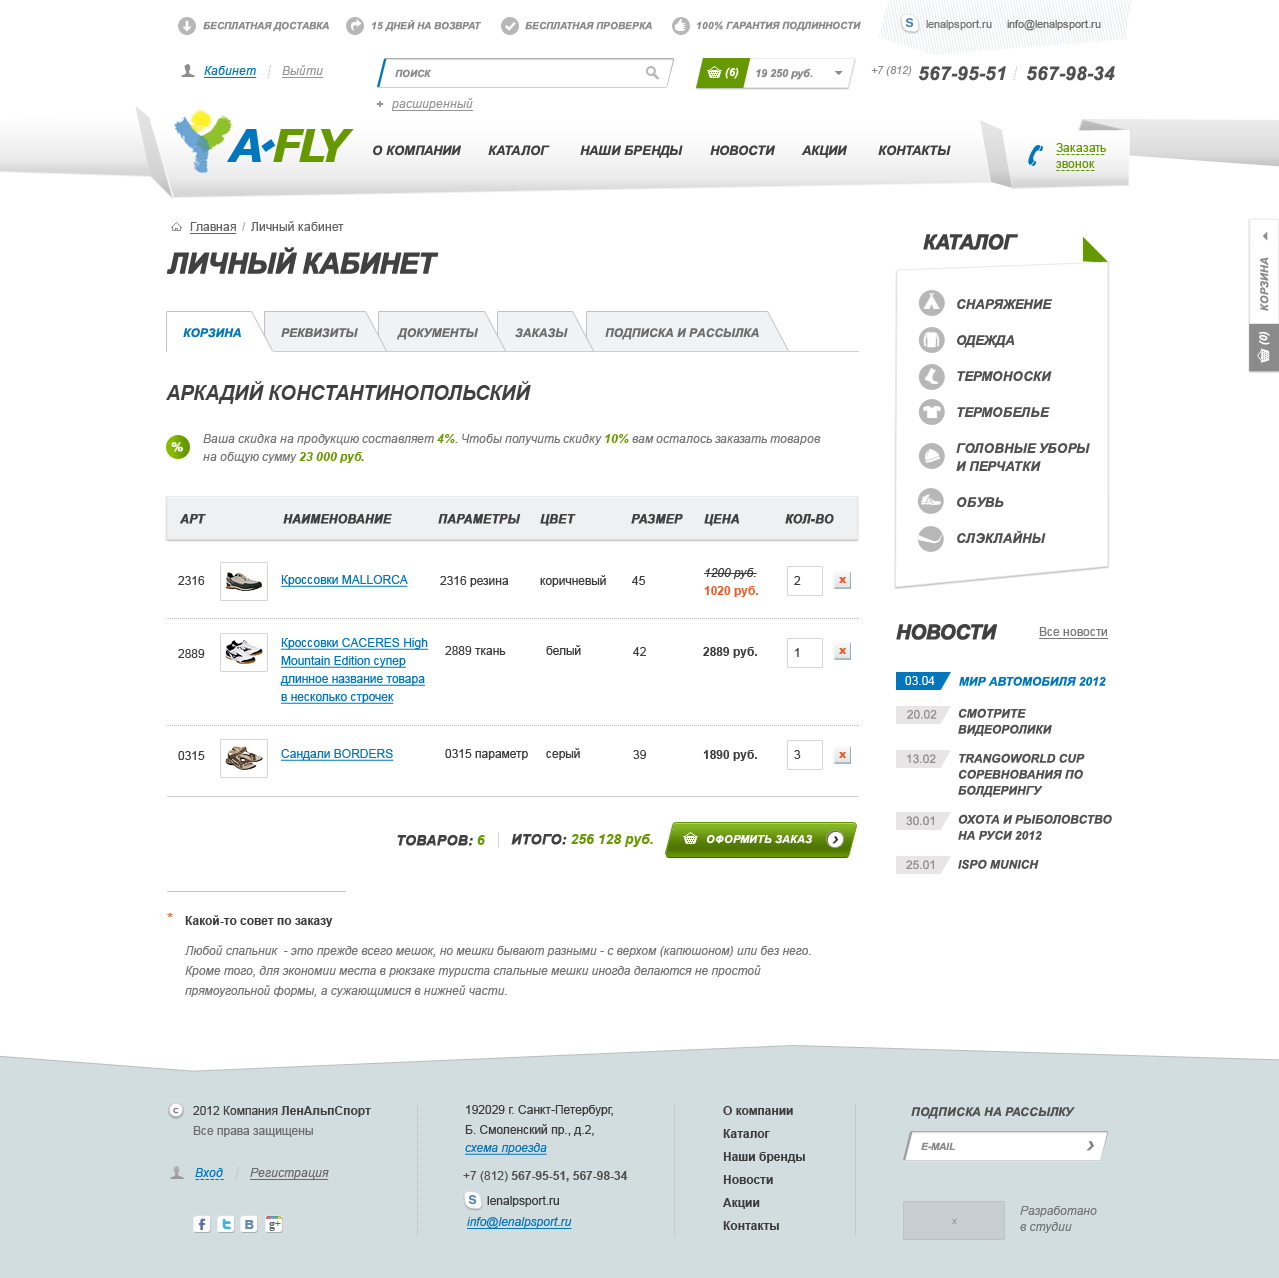 БЕСПЛАТНАЯ ДОСТАВКА
15 ДНЕЙ НА ВОЗВРАТ
БЕСПЛАТНАЯ ПРОВЕРКА
100% ГАРАНТИЯ ПОДЛИННОСТИ
S lenalpsport.ru
info@lenalpsport.ru
Кабинет
Выйти
ПОИСК
(6)
19 250 руб.
+7 (812) 567-95-51
567-98-34
+ расширенный
A-FLY
О КОМПАНИИ
КАТАЛОГ
НАШИ БРЕНДЫ
НОВОСТИ
АКЦИИ
КОНТАКТЫ
Заказать
звонок
Главная / Личный кабинет
ЛИЧНЫЙ КАБИНЕТ
КОРЗИНА
РЕКВИЗИТЫ
ДОКУМЕНТЫ
ЗАКАЗЫ
ПОДПИСКА И РАССЫЛКА
АРКАДИЙ КОНСТАНТИНОПОЛЬСКИЙ
%
Ваша скидка на продукцию составляет 4%. Чтобы получить скидку 10% вам осталось заказать товаров
на общую сумму 23 000 руб.
АРТ НАИМЕНОВАНИЕ ПАРАМЕТРЫ ЦВЕТ РАЗМЕР ЦЕНА КОЛ-ВО
2316 Кроссовки MALLORCA 2316 резина коричневый 45 1200 руб. 2 x
1020 руб.
2889 Кроссовки CACERES High 2889 ткань белый 42 2889 руб. 1 x
Mountain Edition супер
длинное название товара
в несколько строчек
0315 Сандали BORDERS 0315 параметр серый 39 1890 руб. 3 x
ТОВАРОВ: 6
ИТОГО: 256 128 руб.
ОФОРМИТЬ ЗАКАЗ
* Какой-то совет по заказу
Любой спальник - это прежде всего мешок, но мешки бывают разными - с верхом (капюшоном) или без него.
Кроме того, для экономии места в рюкзаке туриста спальные мешки иногда делаются не простой
прямоугольной формы, а сужающимися в нижней части.
КАТАЛОГ
СНАРЯЖЕНИЕ
ОДЕЖДА
ТЕРМОНОСКИ
ТЕРМОБЕЛЬЕ
ГОЛОВНЫЕ УБОРЫ
И ПЕРЧАТКИ
ОБУВЬ
СЛЭКЛАЙНЫ
НОВОСТИ
Все новости
03.04 МИР АВТОМОБИЛЯ 2012
20.02 СМОТРИТЕ
ВИДЕОРОЛИКИ
13.02 TRANGOWORLD CUP
СОРЕВНОВАНИЯ ПО
БОЛДЕРИНГУ
30.01 ОХОТА И РЫБОЛОВСТВО
НА РУСИ 2012
25.01 ISPO MUNICH
КОРЗИНА
(0)
c 2012 Компания ЛенАльпСпорт
Все права защищены
Вход
Регистрация
f t B g+
192029 г. Санкт-Петербург,
Б. Смоленский пр., д.2,
схема проезда
+7 (812) 567-95-51, 567-98-34
S lenalpsport.ru
info@lenalpsport.ru
О компании
Каталог
Наши бренды
Новости
Акции
Контакты
ПОДПИСКА НА РАССЫЛКУ
E-MAIL
x
Разработано
в студии